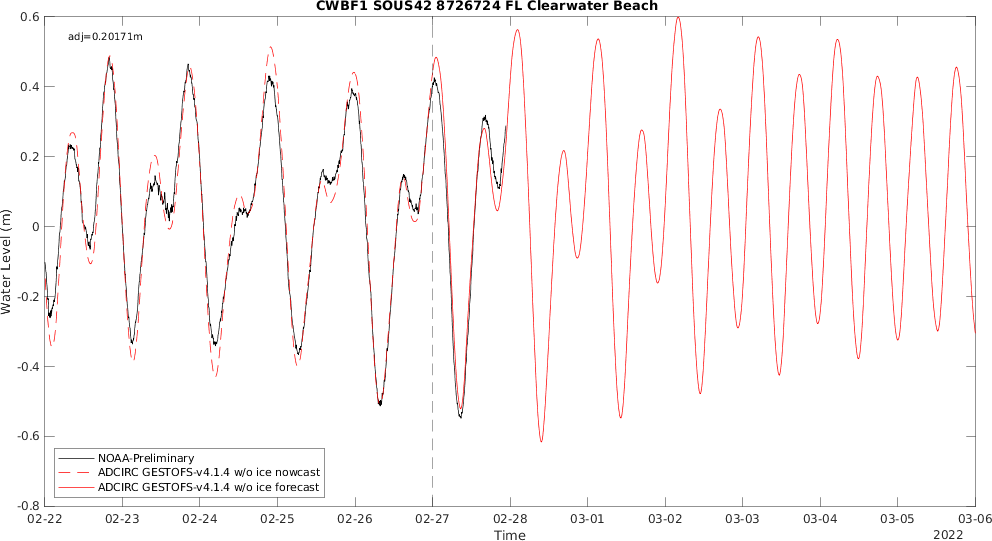 CWBF1 SOUS42 8726724 FL Clearwater Beach
adj=0.20171m
0.6
0.4
0.2
0
-0.2
-0.4
-0.6
-0.8
Water Level (m)
NOAA-Preliminary
ADCIRC GESTOFS-v4.1.4 w/o ice nowcast
ADCIRC GESTOFS-v4.1.4 w/o ice forecast
02-22 02-23 02-24 02-25 02-26 02-27 02-28 03-01 03-02 03-03 03-04 03-05 03-06
Time
2022